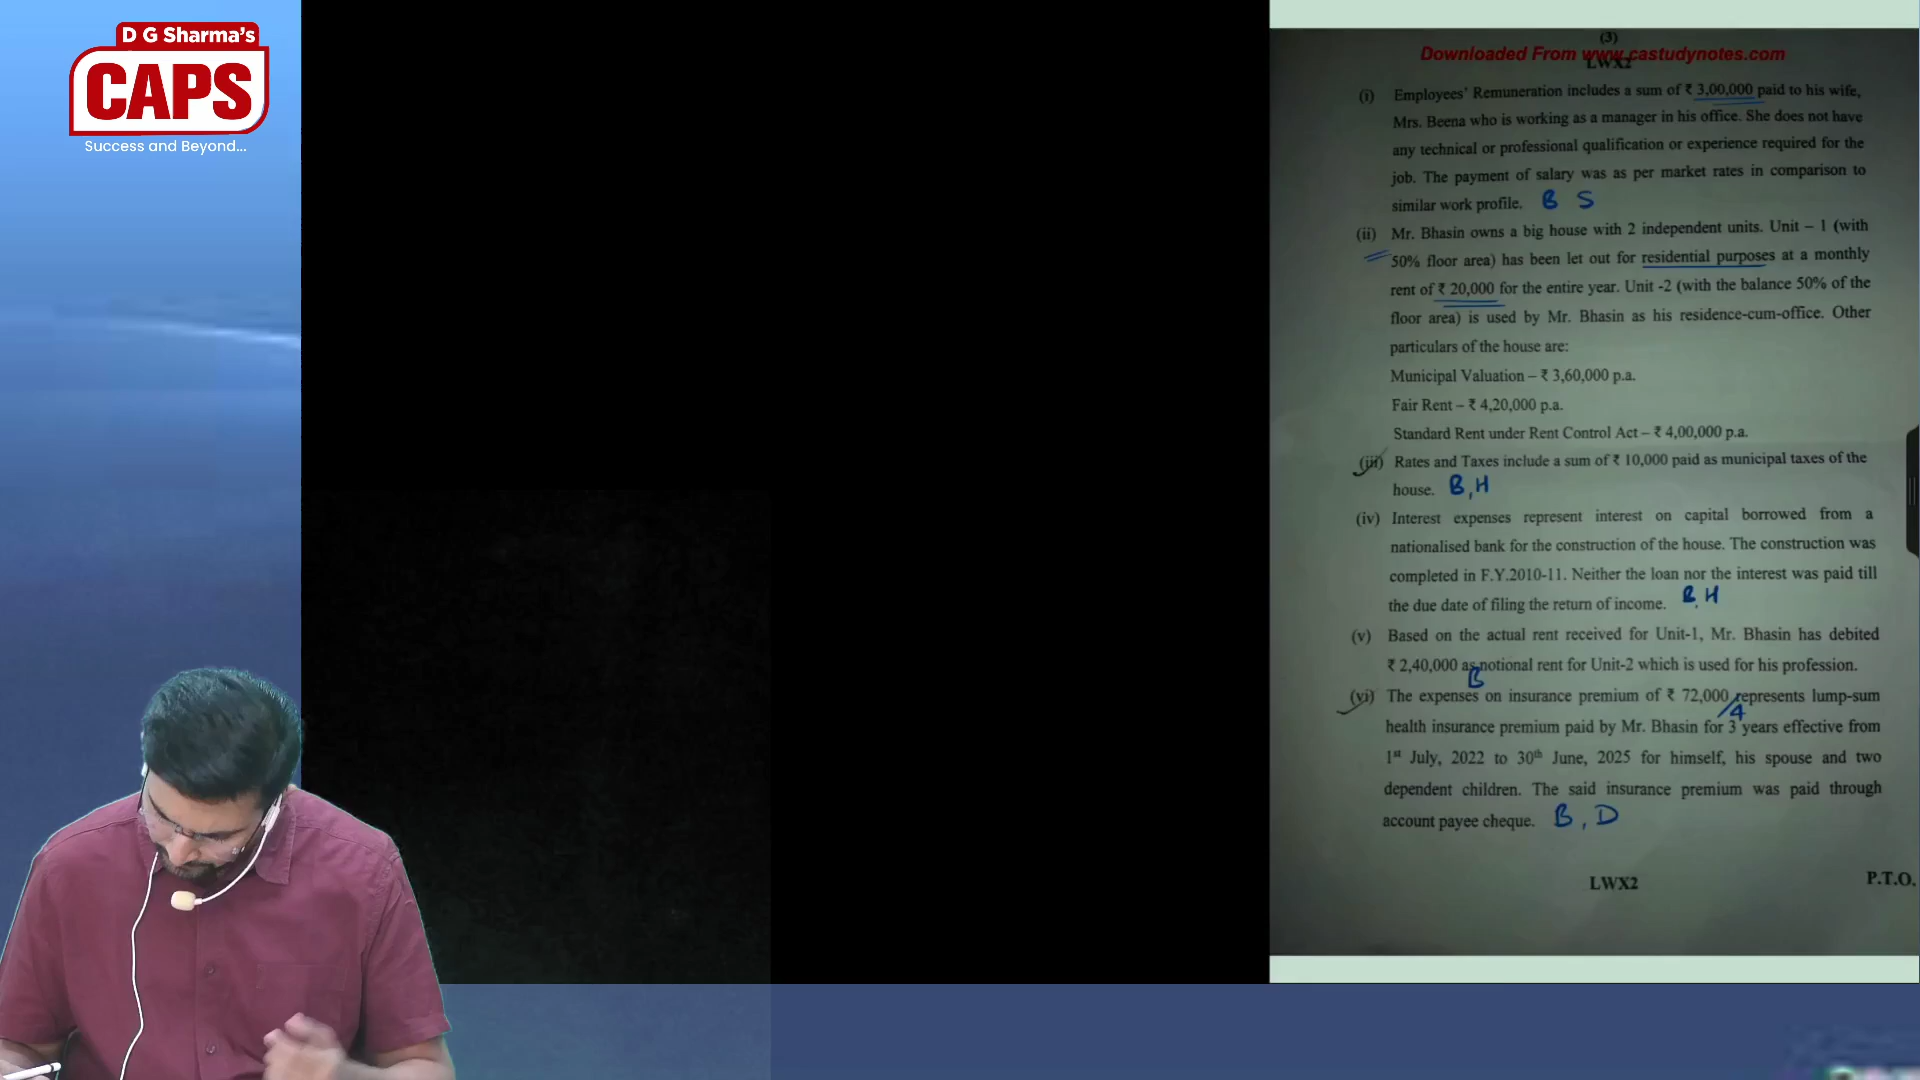 D G Sharma's
CAPS
Success and Beyond...
(3)
Downloaded From www.castudynotes.com
LWX2
(i) Employees' Remuneration includes a sum of ₹ 3,00,000 paid to his wife,
Mrs. Beena who is working as a manager in his office. She does not have
any technical or professional qualification or experience required for the
job. The payment of salary was as per market rates in comparison to
similar work profile. B S
(ii) Mr. Bhasin owns a big house with 2 independent units. Unit – 1 (with
50% floor area) has been let out for residential purposes at a monthly
rent of ₹ 20,000 for the entire year. Unit -2 (with the balance 50% of the
floor area) is used by Mr. Bhasin as his residence-cum-office. Other
particulars of the house are:
Municipal Valuation – ₹ 3,60,000 p.a.
Fair Rent – ₹ 4,20,000 p.a.
Standard Rent under Rent Control Act – ₹ 4,00,000 p.a.
(iii) Rates and Taxes include a sum of ₹ 10,000 paid as municipal taxes of the
house. B, H
(iv) Interest expenses represent interest on capital borrowed from a
nationalised bank for the construction of the house. The construction was
completed in F.Y.2010-11. Neither the loan nor the interest was paid till
the due date of filing the return of income. B, H
(v) Based on the actual rent received for Unit-1, Mr. Bhasin has debited
₹ 2,40,000 as notional rent for Unit-2 which is used for his profession.
B
(vi) The expenses on insurance premium of ₹ 72,000 represents lump-sum
/4
health insurance premium paid by Mr. Bhasin for 3 years effective from
1st July, 2022 to 30th June, 2025 for himself, his spouse and two
dependent children. The said insurance premium was paid through
account payee cheque. B, D
LWX2
P.T.O.